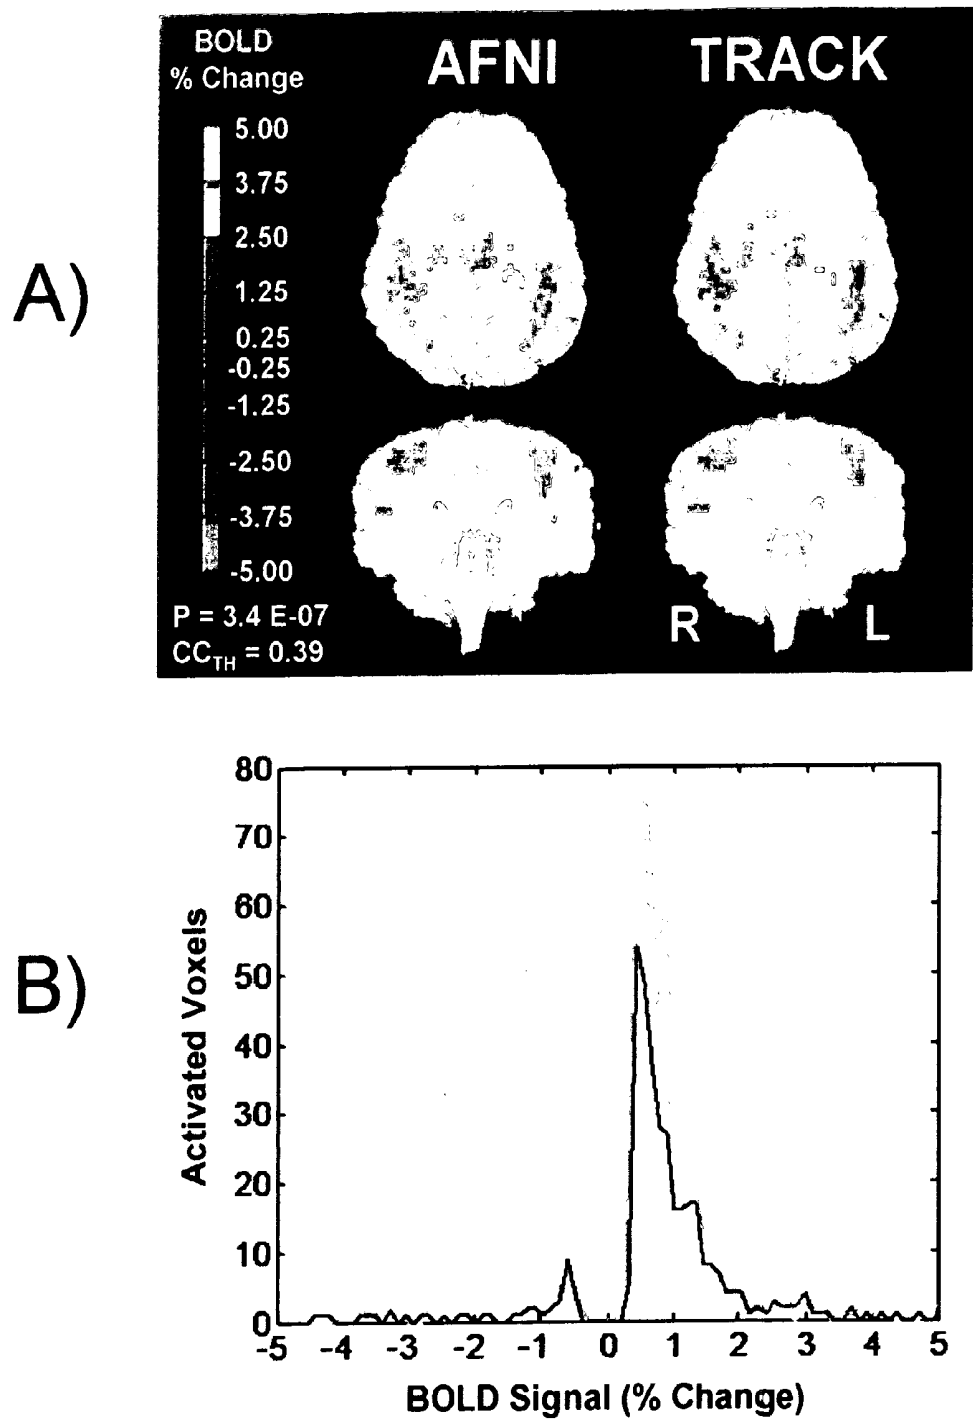 A)
BOLD
% Change
AFNI
TRACK
5.00
3.75
2.50
1.25
0.25
-0.25
-1.25
-2.50
-3.75
-5.00
P = 3.4 E-07
CCTH = 0.39
R
L
B)
80
70
60
50
40
30
20
10
0
Activated Voxels
-5 -4 -3 -2 -1 0 1 2 3 4 5
BOLD Signal (% Change)